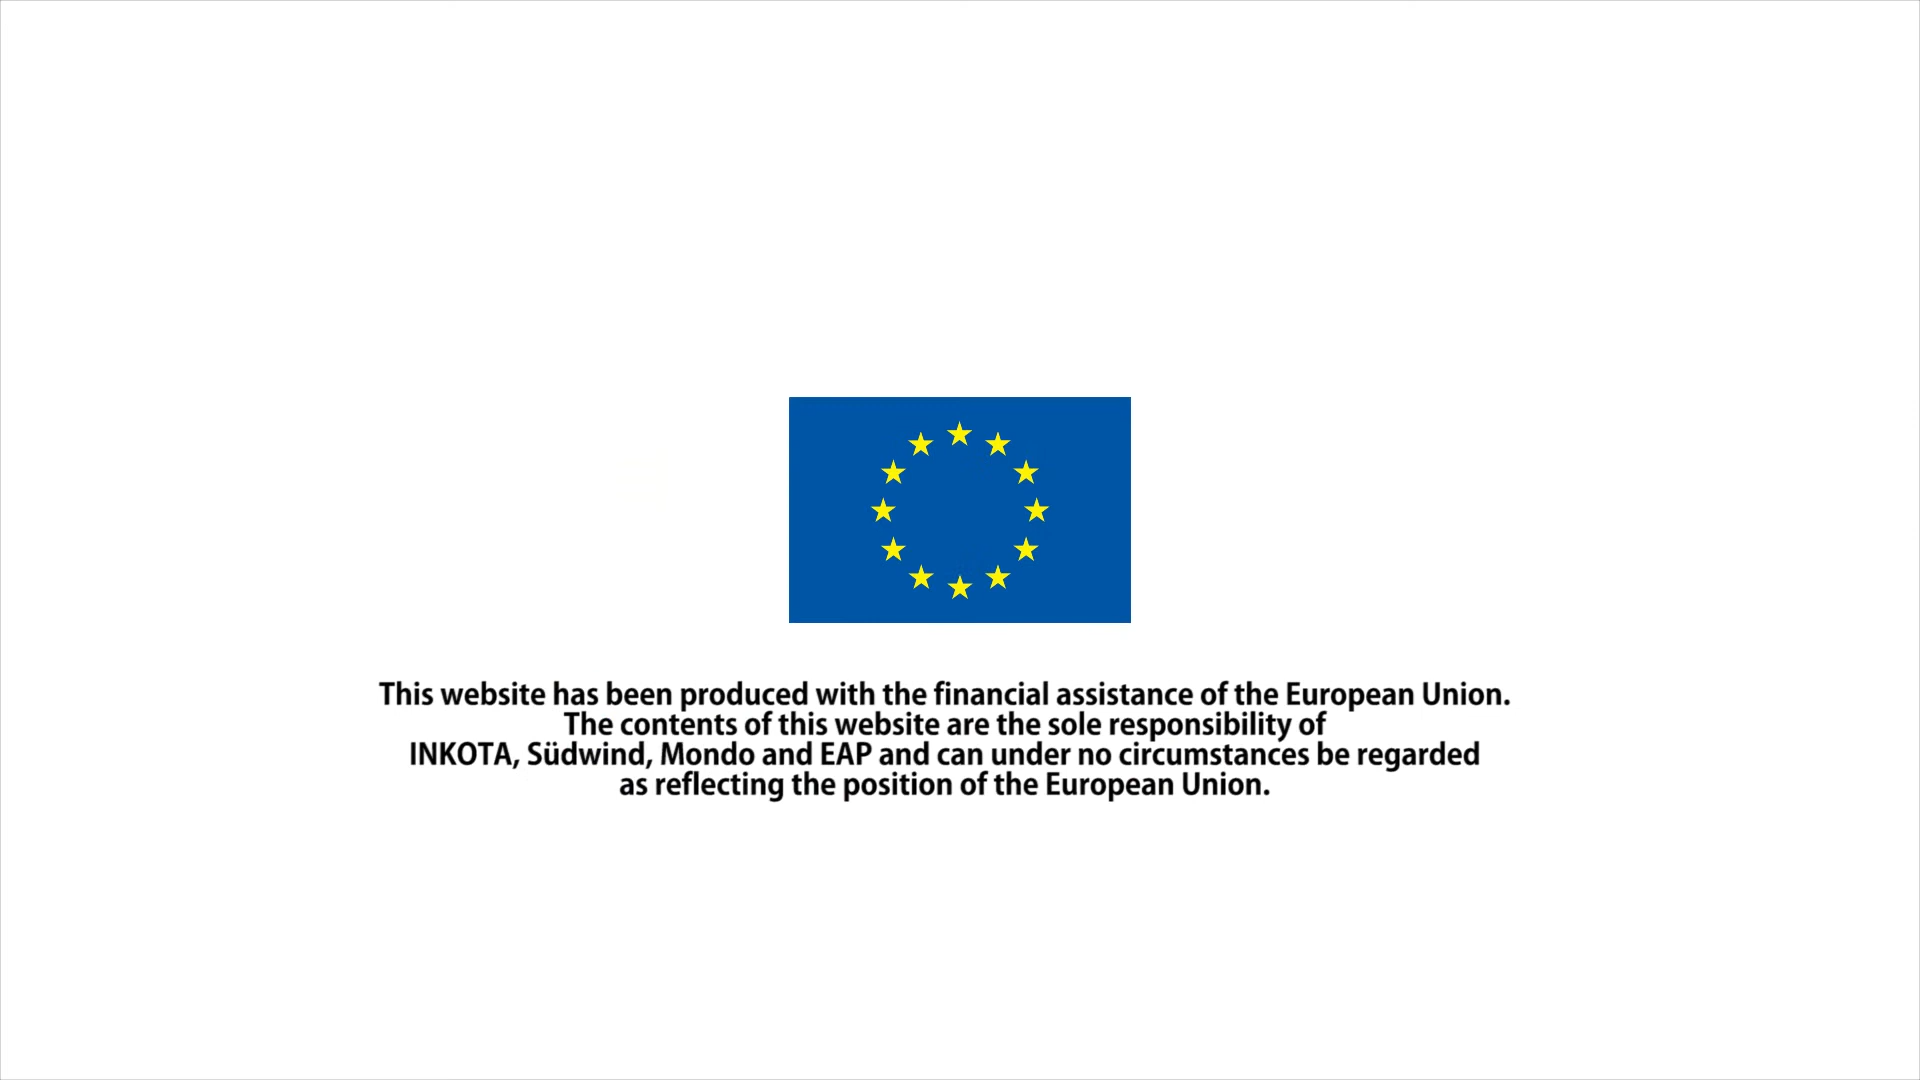 This website has been produced with the financial assistance of the European Union.
The contents of this website are the sole responsibility of
INKOTA, Südwind, Mondo and EAP and can under no circumstances be regarded
as reflecting the position of the European Union.